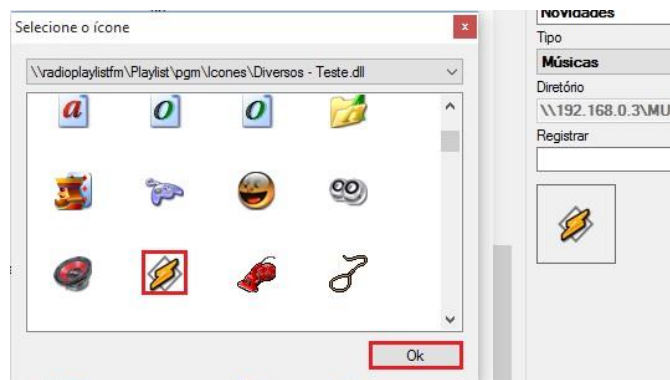 Selecione o ícone
x
\\radioplaylistfm\Playlist\pgm\Icones\Diversos - Teste.dll
a
o
o
Ok
Novidades
Tipo
Músicas
Diretório
\\192.168.0.3\MU
Registrar